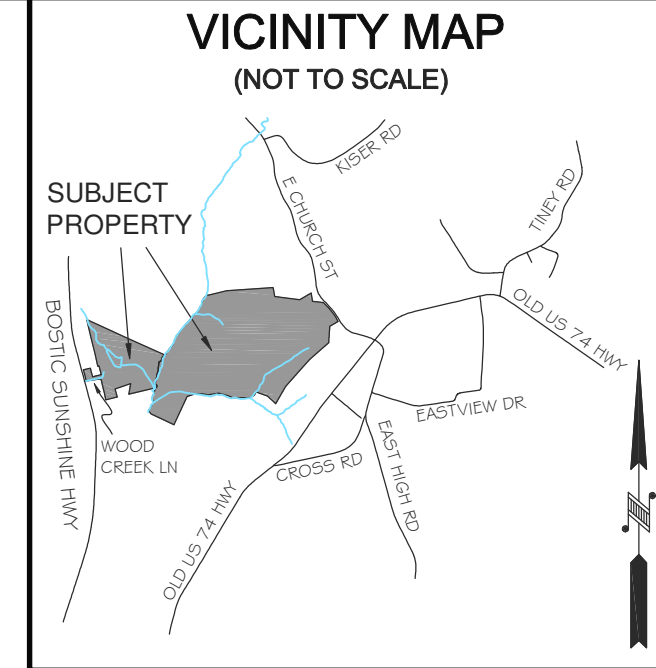 VICINITY MAP
(NOT TO SCALE)
KISER RD
SUBJECT
PROPERTY
E CHURCH ST
TINEY RD
BOSTIC SUNSHINE HWY
OLD US 74 HWY
EASTVIEW DR
WOOD
CREEK LN
CROSS RD
EAST HIGH RD
OLD US 74 HWY
N